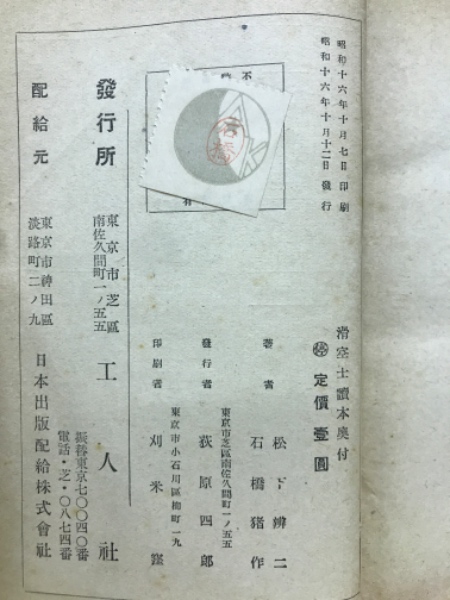 昭和十六年十月七日印刷
昭和十六年十月十二日發行
滑空士讀本奧付
停 定價壹圓
著者 松下辨二
石橋猪作
東京市芝區南佐久間町一ノ五五
發行者 荻原四郎
東京市小石川區柳町一九
印刷者 刈米
不
有
發行所
東京市芝區
南佐久間町一ノ五五
工人社
振替東京七〇〇四〇番
電話・芝・〇八七四番
配給元
東京市神田區
淡路町二ノ九
日本出版配給株式會社